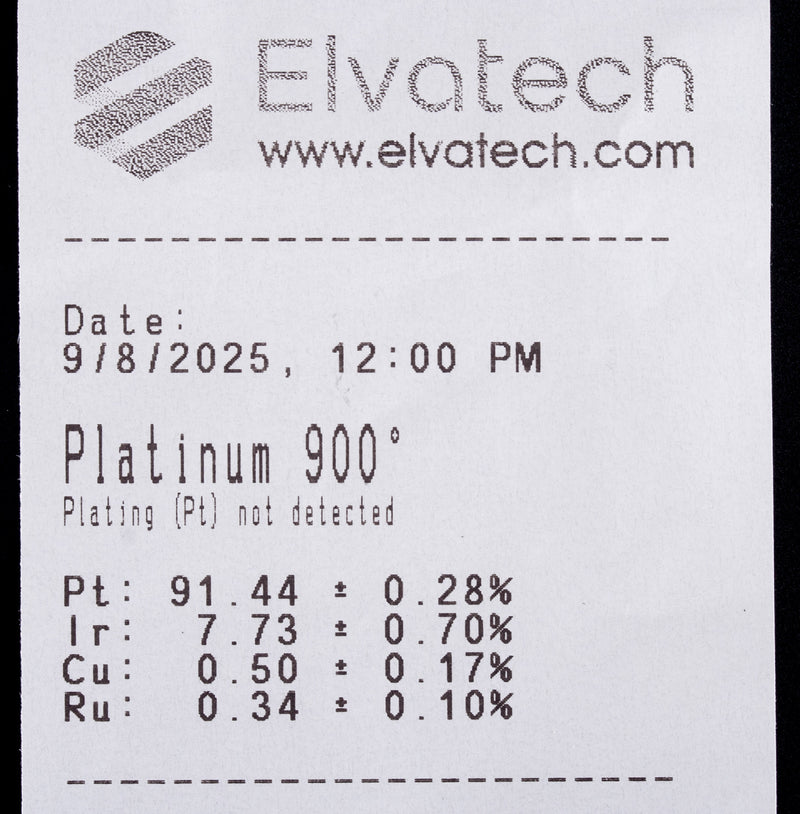 Elvatech
www.elvatech.com
------------------------
Date:
9/8/2025, 12:00 PM
Platinum 900°
Plating (Pt) not detected
Pt: 91.44 ± 0.28%
Ir: 7.73 ± 0.70%
Cu: 0.50 ± 0.17%
Ru: 0.34 ± 0.10%
------------------------